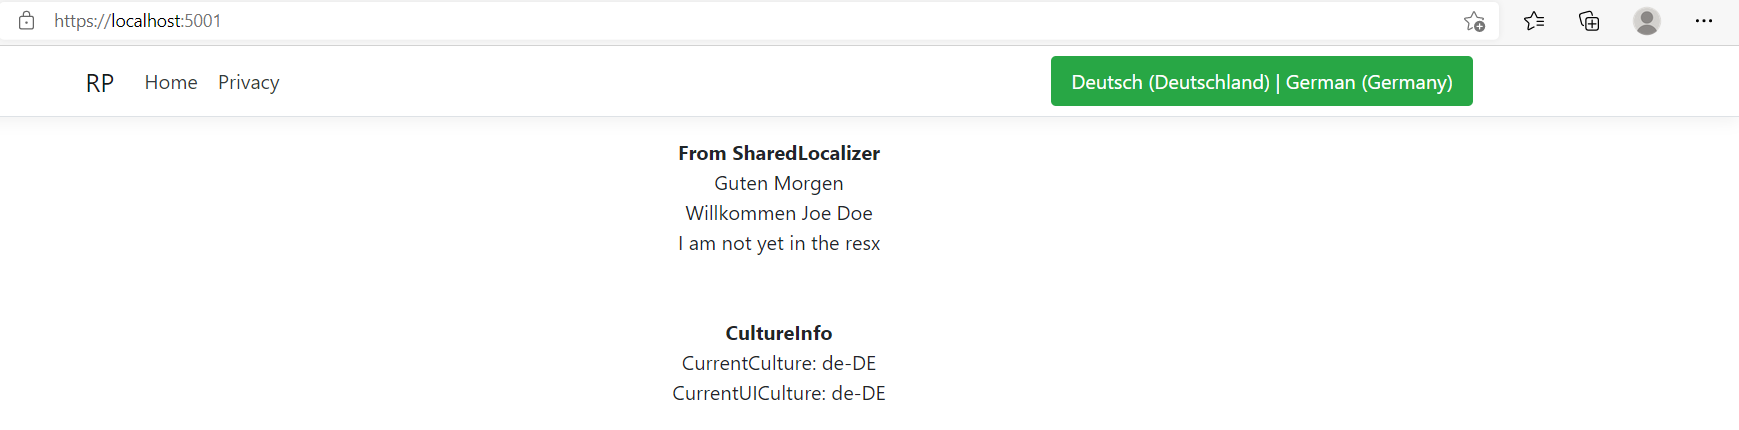 https://localhost:5001
RP Home Privacy Deutsch (Deutschland) | German (Germany)
From SharedLocalizer
Guten Morgen
Willkommen Joe Doe
I am not yet in the resx
CultureInfo
CurrentCulture: de-DE
CurrentUICulture: de-DE